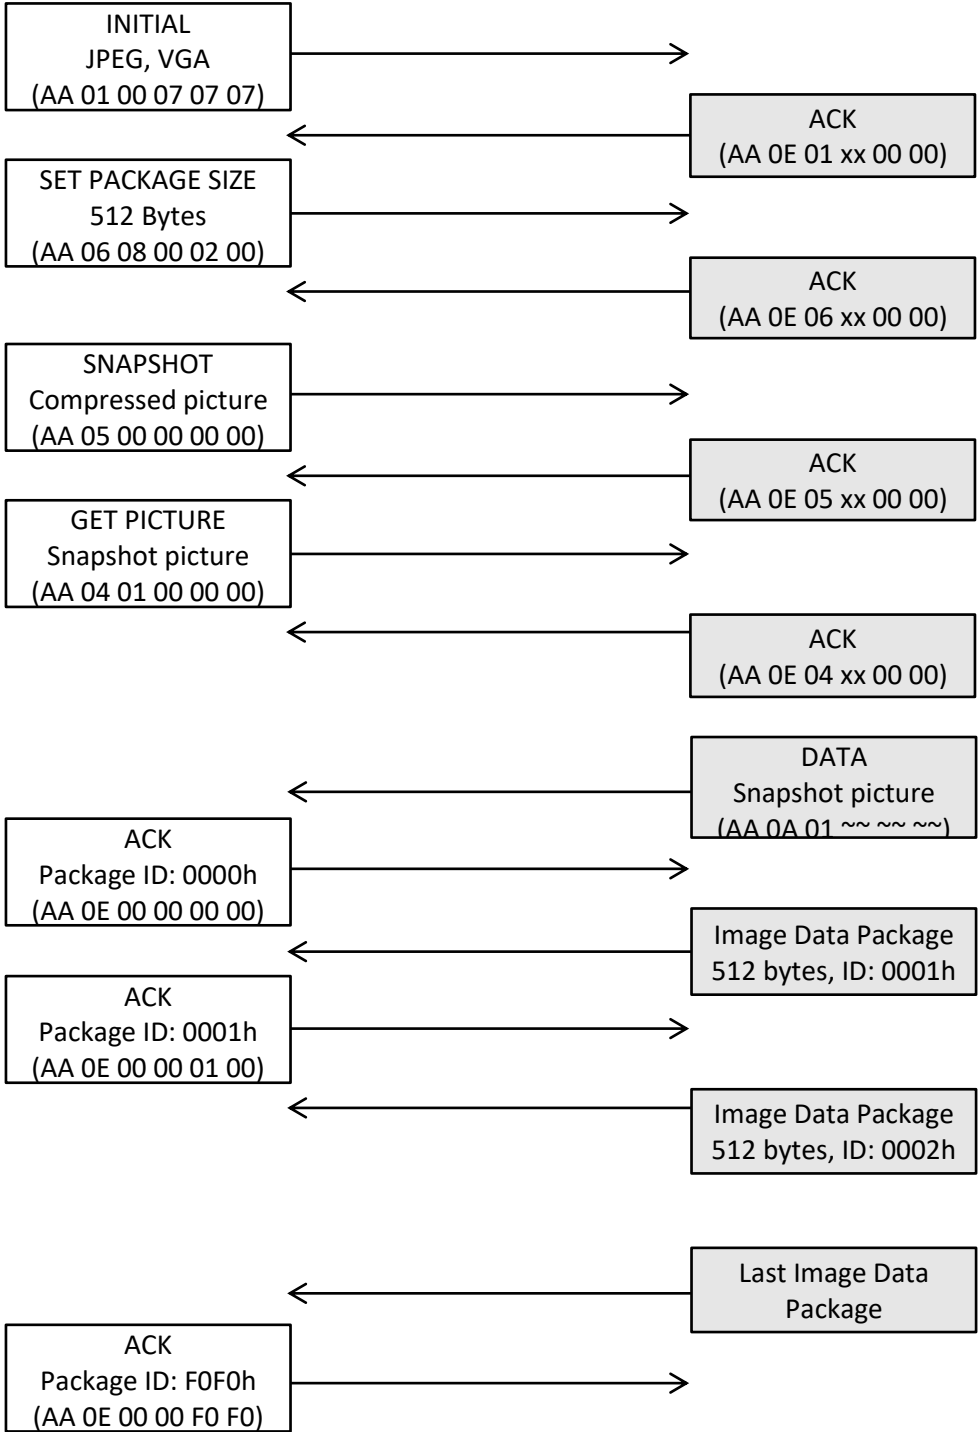 INITIAL
JPEG, VGA
(AA 01 00 07 07 07)
ACK
(AA 0E 01 xx 00 00)
SET PACKAGE SIZE
512 Bytes
(AA 06 08 00 02 00)
ACK
(AA 0E 06 xx 00 00)
SNAPSHOT
Compressed picture
(AA 05 00 00 00 00)
ACK
(AA 0E 05 xx 00 00)
GET PICTURE
Snapshot picture
(AA 04 01 00 00 00)
ACK
(AA 0E 04 xx 00 00)
DATA
Snapshot picture
(AA 0A 01 ~~ ~~ ~~)
ACK
Package ID: 0000h
(AA 0E 00 00 00 00)
Image Data Package
512 bytes, ID: 0001h
ACK
Package ID: 0001h
(AA 0E 00 00 01 00)
Image Data Package
512 bytes, ID: 0002h
Last Image Data
Package
ACK
Package ID: F0F0h
(AA 0E 00 00 F0 F0)